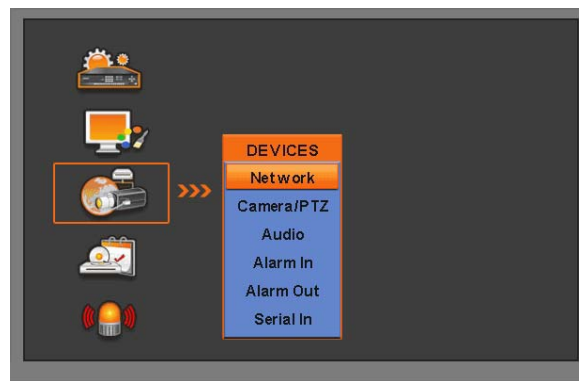 DEVICES
Network
Camera/PTZ
Audio
Alarm In
Alarm Out
Serial In